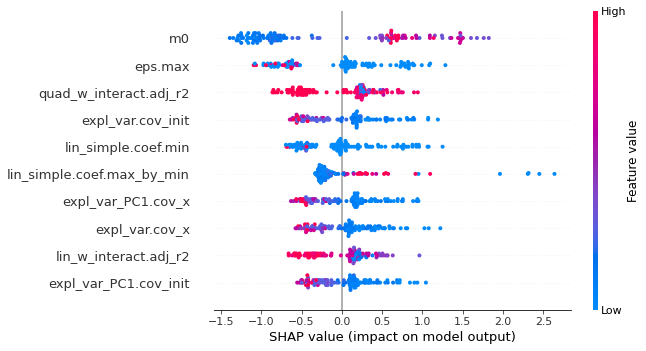 High
m0
eps.max
quad_w_interact.adj_r2
expl_var.cov_init
lin_simple.coef.min
lin_simple.coef.max_by_min
expl_var_PC1.cov_x
expl_var.cov_x
lin_w_interact.adj_r2
expl_var_PC1.cov_init
Feature value
Low
−1.5 −1.0 −0.5 0.0 0.5 1.0 1.5 2.0 2.5
SHAP value (impact on model output)